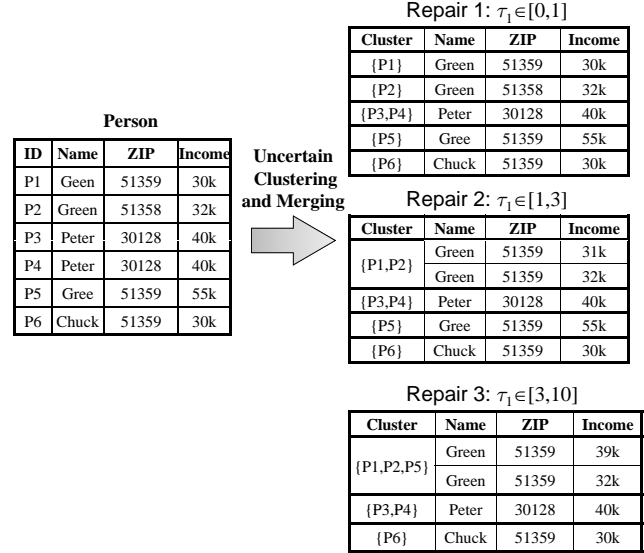 Person
ID Name ZIP Income
P1 Geen 51359 30k
P2 Green 51358 32k
P3 Peter 30128 40k
P4 Peter 30128 40k
P5 Gree 51359 55k
P6 Chuck 51359 30k
Uncertain
Clustering
and Merging
Repair 1: τ₁∈[0,1]
Cluster Name ZIP Income
{P1} Green 51359 30k
{P2} Green 51358 32k
{P3,P4} Peter 30128 40k
{P5} Gree 51359 55k
{P6} Chuck 51359 30k
Repair 2: τ₁∈[1,3]
Cluster Name ZIP Income
{P1,P2} Green 51359 31k
Green 51359 32k
{P3,P4} Peter 30128 40k
{P5} Gree 51359 55k
{P6} Chuck 51359 30k
Repair 3: τ₁∈[3,10]
Cluster Name ZIP Income
{P1,P2,P5} Green 51359 39k
Green 51359 32k
{P3,P4} Peter 30128 40k
{P6} Chuck 51359 30k